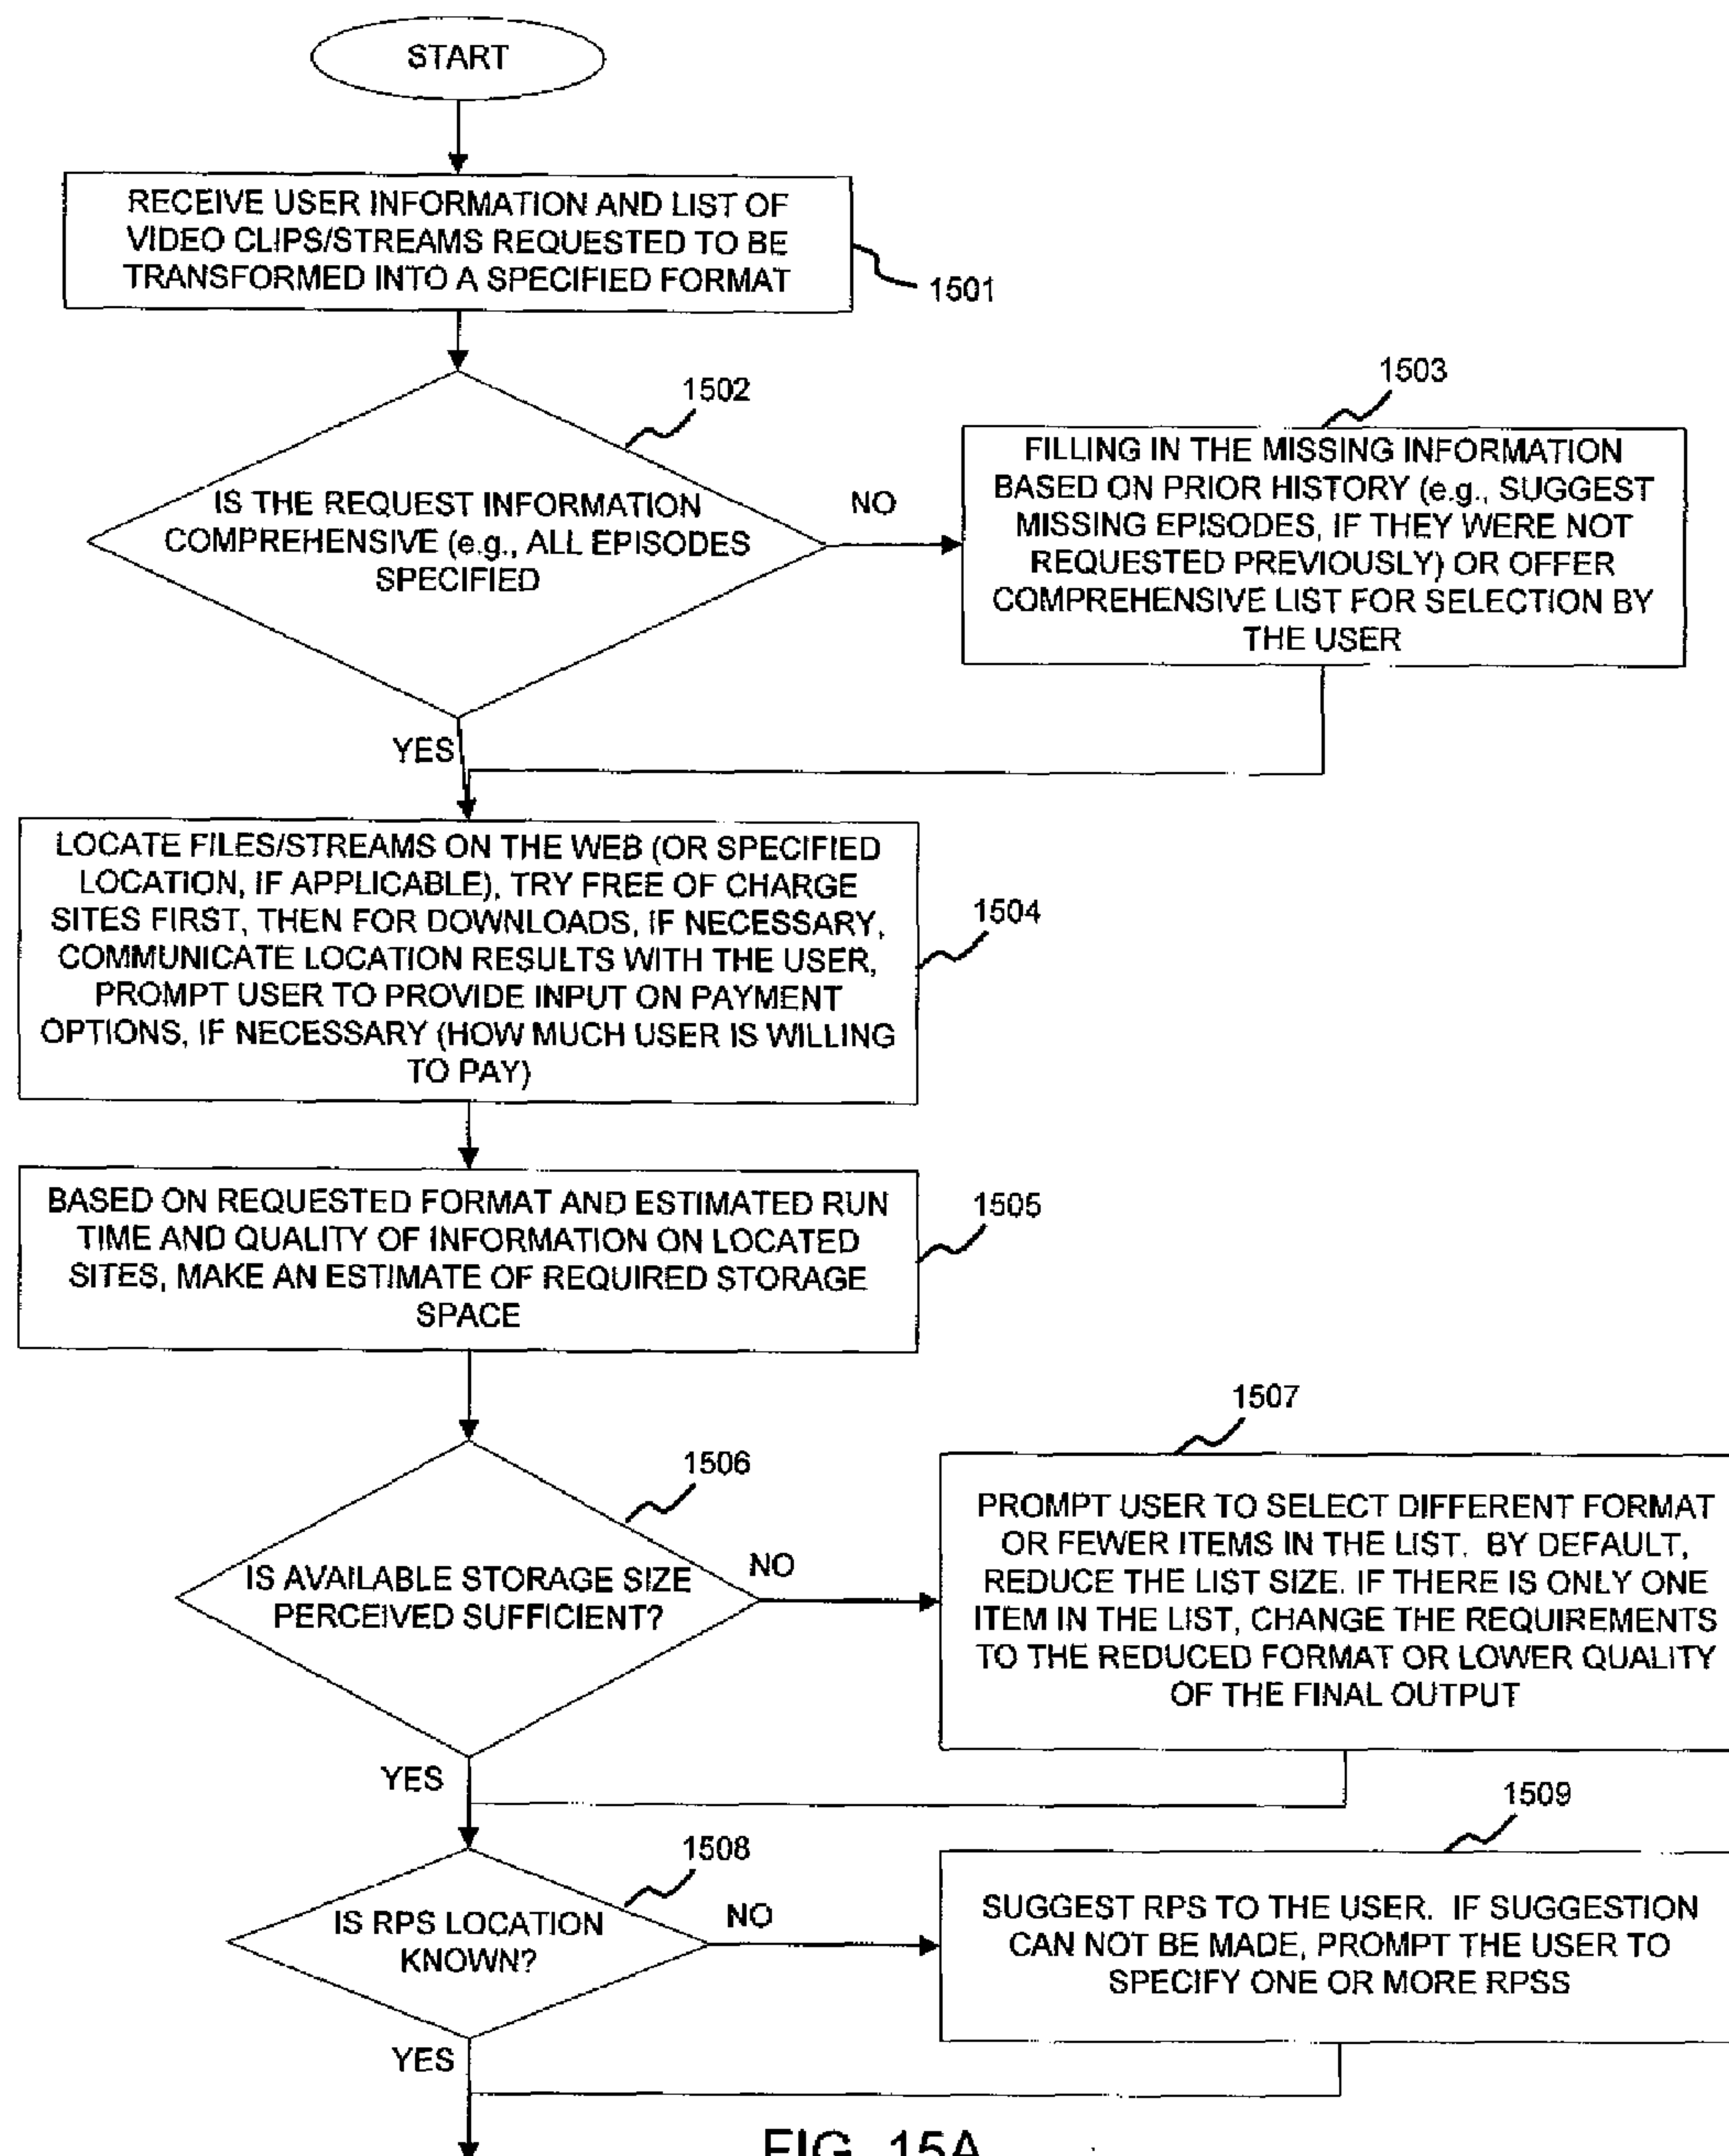 START
RECEIVE USER INFORMATION AND LIST OF
VIDEO CLIPS/STREAMS REQUESTED TO BE
TRANSFORMED INTO A SPECIFIED FORMAT
1501
1502
IS THE REQUEST INFORMATION
COMPREHENSIVE (e.g., ALL EPISODES
SPECIFIED
NO
YES
1503
FILLING IN THE MISSING INFORMATION
BASED ON PRIOR HISTORY (e.g., SUGGEST
MISSING EPISODES, IF THEY WERE NOT
REQUESTED PREVIOUSLY) OR OFFER
COMPREHENSIVE LIST FOR SELECTION BY
THE USER
LOCATE FILES/STREAMS ON THE WEB (OR SPECIFIED
LOCATION, IF APPLICABLE), TRY FREE OF CHARGE
SITES FIRST, THEN FOR DOWNLOADS, IF NECESSARY,
COMMUNICATE LOCATION RESULTS WITH THE USER,
PROMPT USER TO PROVIDE INPUT ON PAYMENT
OPTIONS, IF NECESSARY (HOW MUCH USER IS WILLING
TO PAY)
1504
BASED ON REQUESTED FORMAT AND ESTIMATED RUN
TIME AND QUALITY OF INFORMATION ON LOCATED
SITES, MAKE AN ESTIMATE OF REQUIRED STORAGE
SPACE
1505
1506
IS AVAILABLE STORAGE SIZE
PERCEIVED SUFFICIENT?
NO
YES
1507
PROMPT USER TO SELECT DIFFERENT FORMAT
OR FEWER ITEMS IN THE LIST. BY DEFAULT,
REDUCE THE LIST SIZE. IF THERE IS ONLY ONE
ITEM IN THE LIST, CHANGE THE REQUIREMENTS
TO THE REDUCED FORMAT OR LOWER QUALITY
OF THE FINAL OUTPUT
1508
IS RPS LOCATION
KNOWN?
NO
YES
1509
SUGGEST RPS TO THE USER. IF SUGGESTION
CAN NOT BE MADE, PROMPT THE USER TO
SPECIFY ONE OR MORE RPSS
FIG. 15A